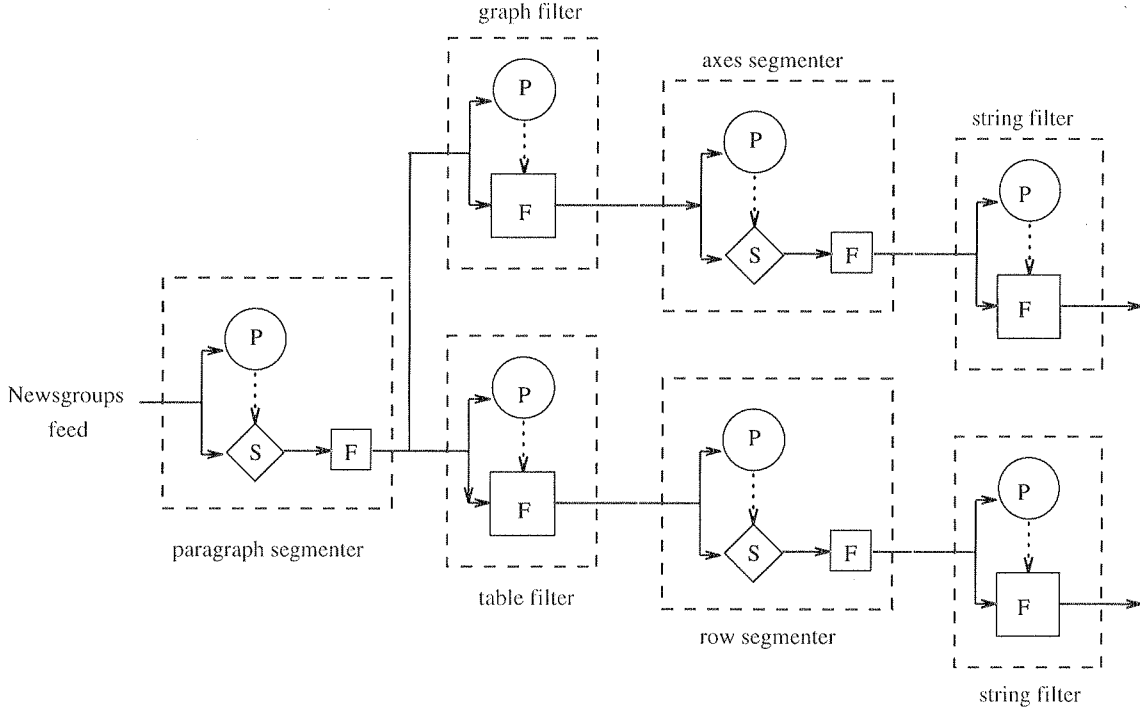 graph filter
P
F
axes segmenter
P
S
F
string filter
P
F
Newsgroups
feed
P
S
F
paragraph segmenter
P
F
table filter
P
S
F
row segmenter
P
F
string filter